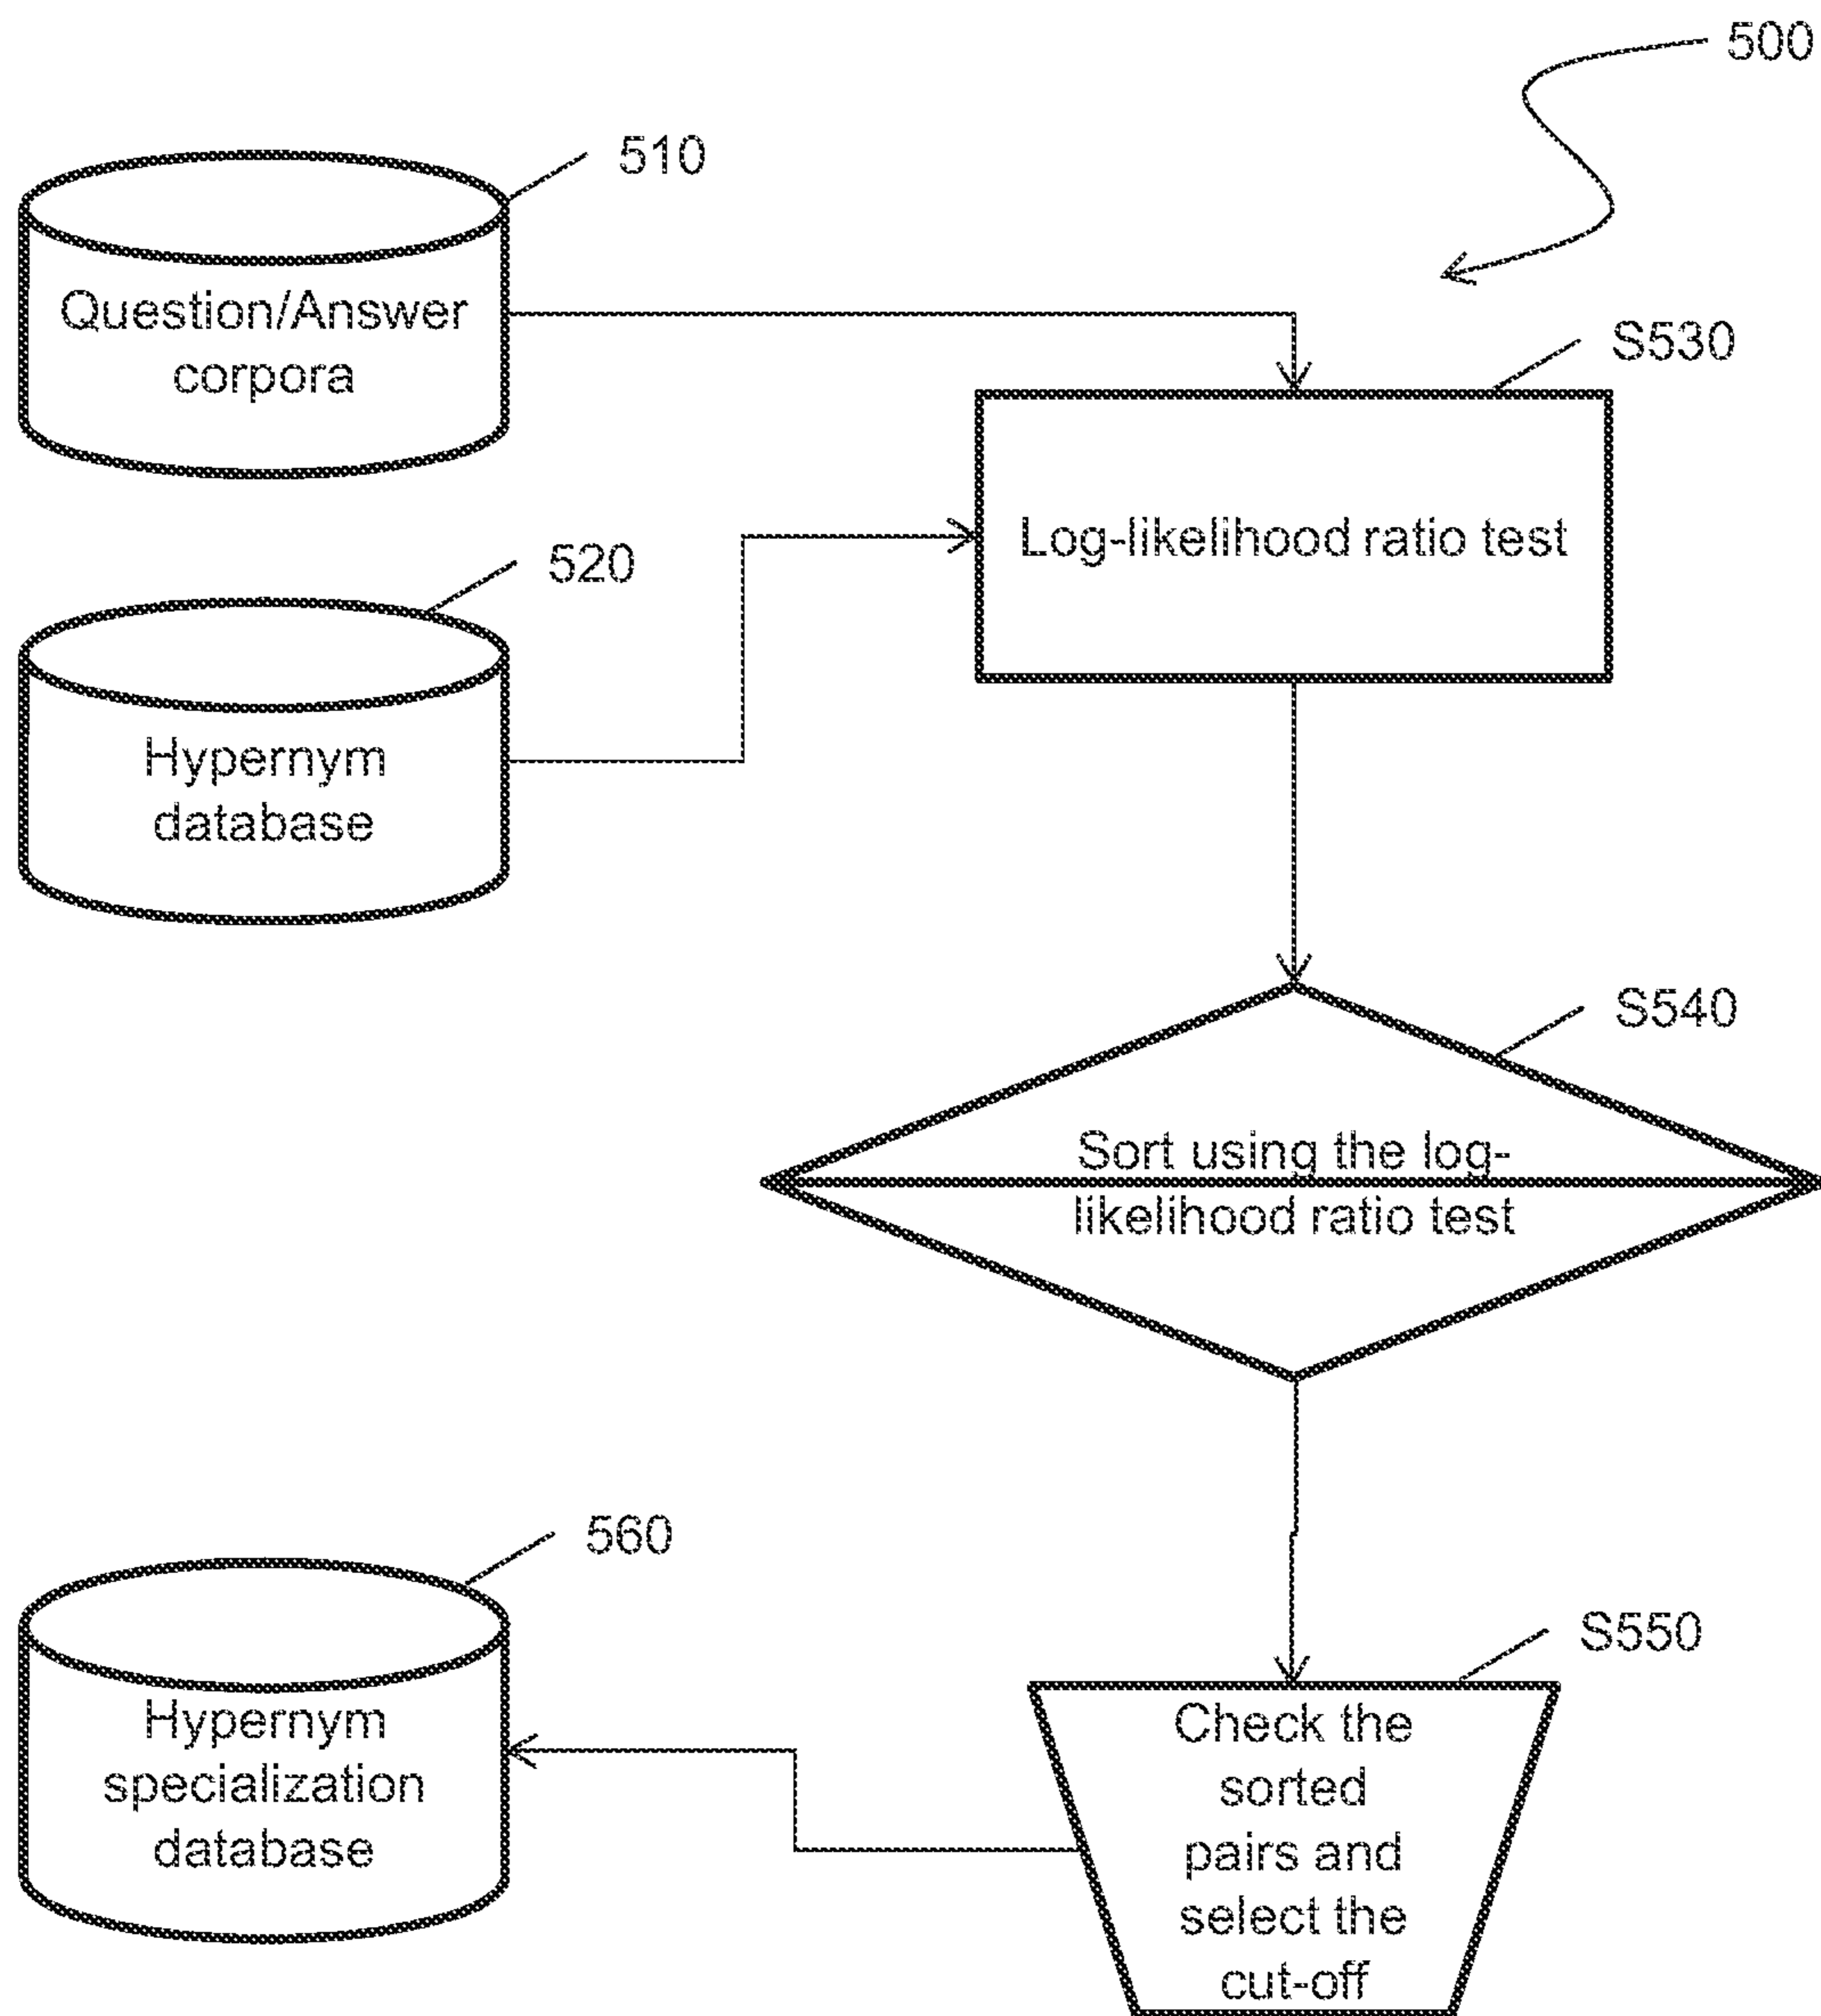 500
510
Question/Answer
corpora
S530
Log-likelihood ratio test
520
Hypernym
database
S540
Sort using the log-
likelihood ratio test
560
Hypernym
specialization
database
S550
Check the
sorted
pairs and
select the
cut-off